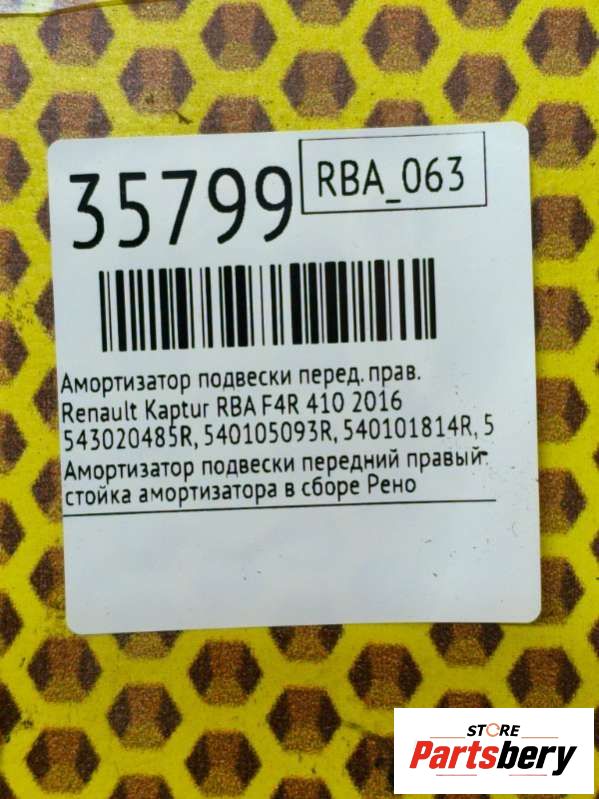 35799
RBA_063
Амортизатор подвески перед. прав.
Renault Kaptur RBA F4R 410 2016
543020485R, 540105093R, 540101814R, 5
Амортизатор подвески передний правый:
стойка амортизатора в сборе Рено
STORE
Partsbery